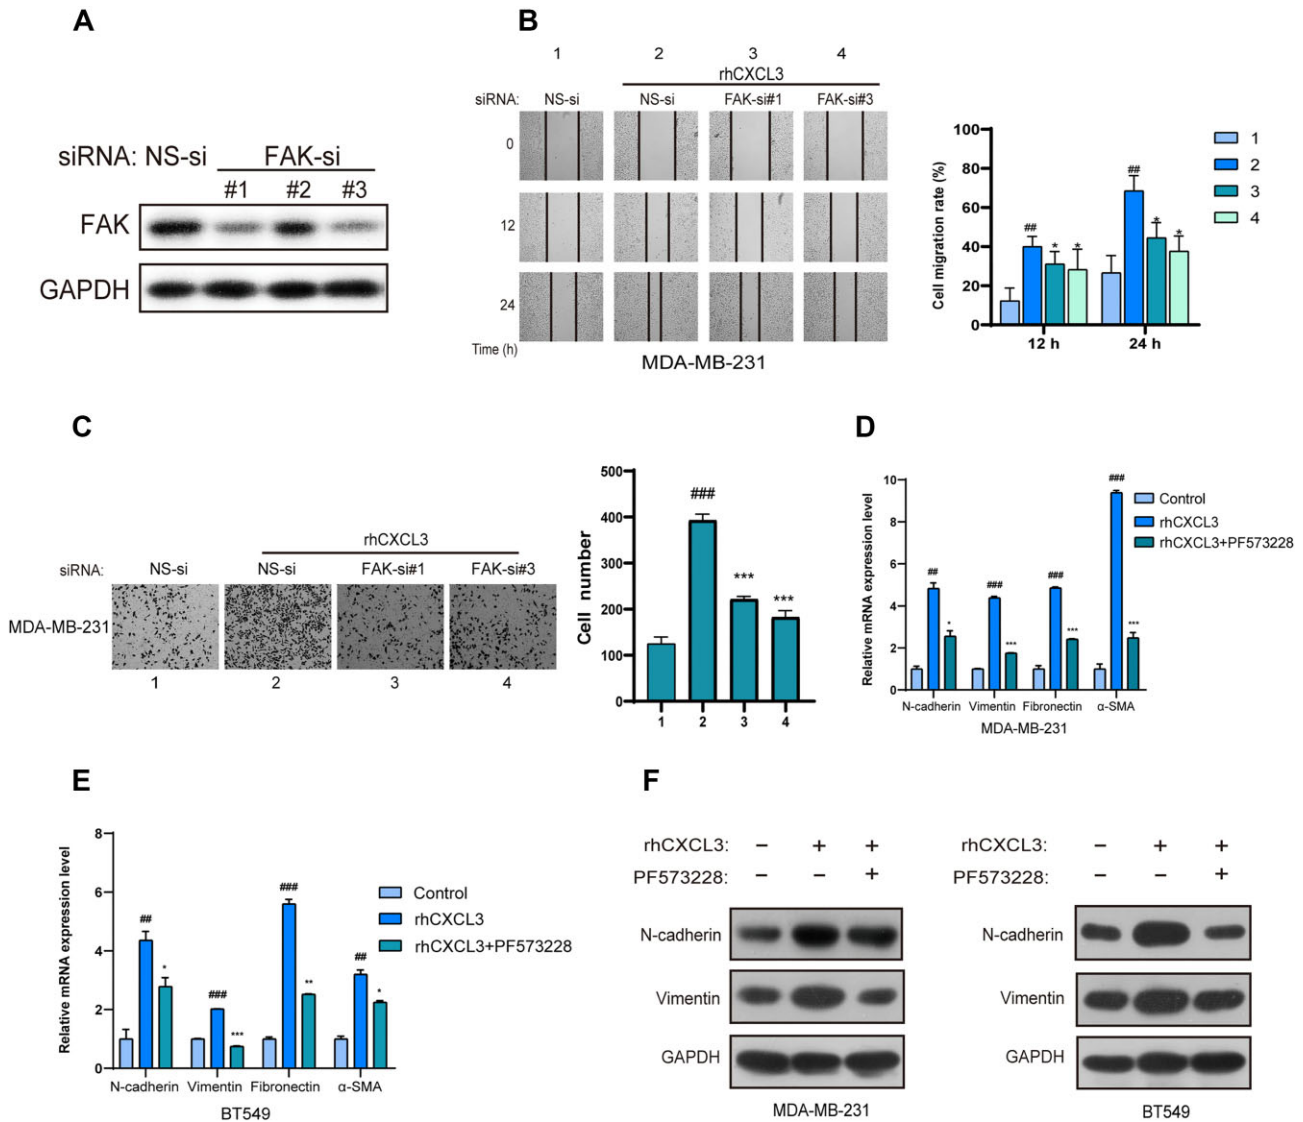 A
siRNA: NS-si FAK-si
#1 #2 #3
FAK
GAPDH
B
1 2 3 4
rhCXCL3
siRNA: NS-si NS-si FAK-si#1 FAK-si#3
0
12
24
Time (h)
MDA-MB-231
Cell migration rate (%)
100
80
60
40
20
0
## * *
## * *
12 h 24 h
1
2
3
4
C
rhCXCL3
siRNA: NS-si NS-si FAK-si#1 FAK-si#3
MDA-MB-231
1 2 3 4
Cell number
500
400
300
200
100
0
### *** ***
1 2 3 4
D
Relative mRNA expression level
10
8
6
4
2
0
## *
### ***
### ***
### ***
N-cadherin Vimentin Fibronectin α-SMA
MDA-MB-231
Control
rhCXCL3
rhCXCL3+PF573228
E
Relative mRNA expression level
8
6
4
2
0
## *
### ***
### **
## *
N-cadherin Vimentin Fibronectin α-SMA
BT549
Control
rhCXCL3
rhCXCL3+PF573228
F
rhCXCL3: − + +
PF573228: − − +
N-cadherin
Vimentin
GAPDH
MDA-MB-231
rhCXCL3: − + +
PF573228: − − +
N-cadherin
Vimentin
GAPDH
BT549